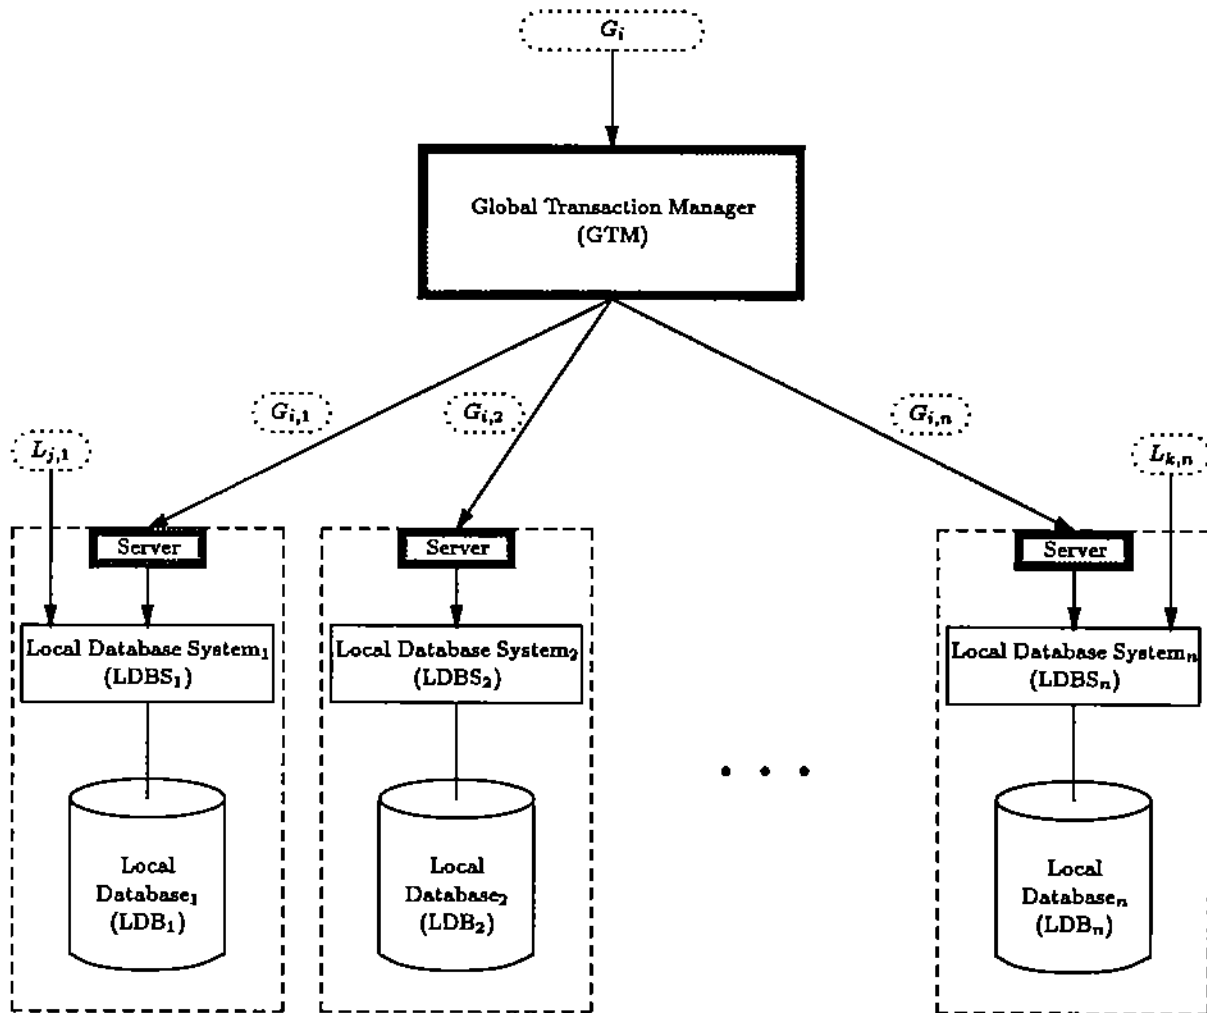 G_i
Global Transaction Manager
(GTM)
G_{i,1}
G_{i,2}
G_{i,n}
L_{j,1}
L_{k,n}
Server
Server
Server
Local Database System_1
(LDBS_1)
Local Database System_2
(LDBS_2)
Local Database System_n
(LDBS_n)
Local
Database_1
(LDB_1)
Local
Database_2
(LDB_2)
Local
Database_n
(LDB_n)